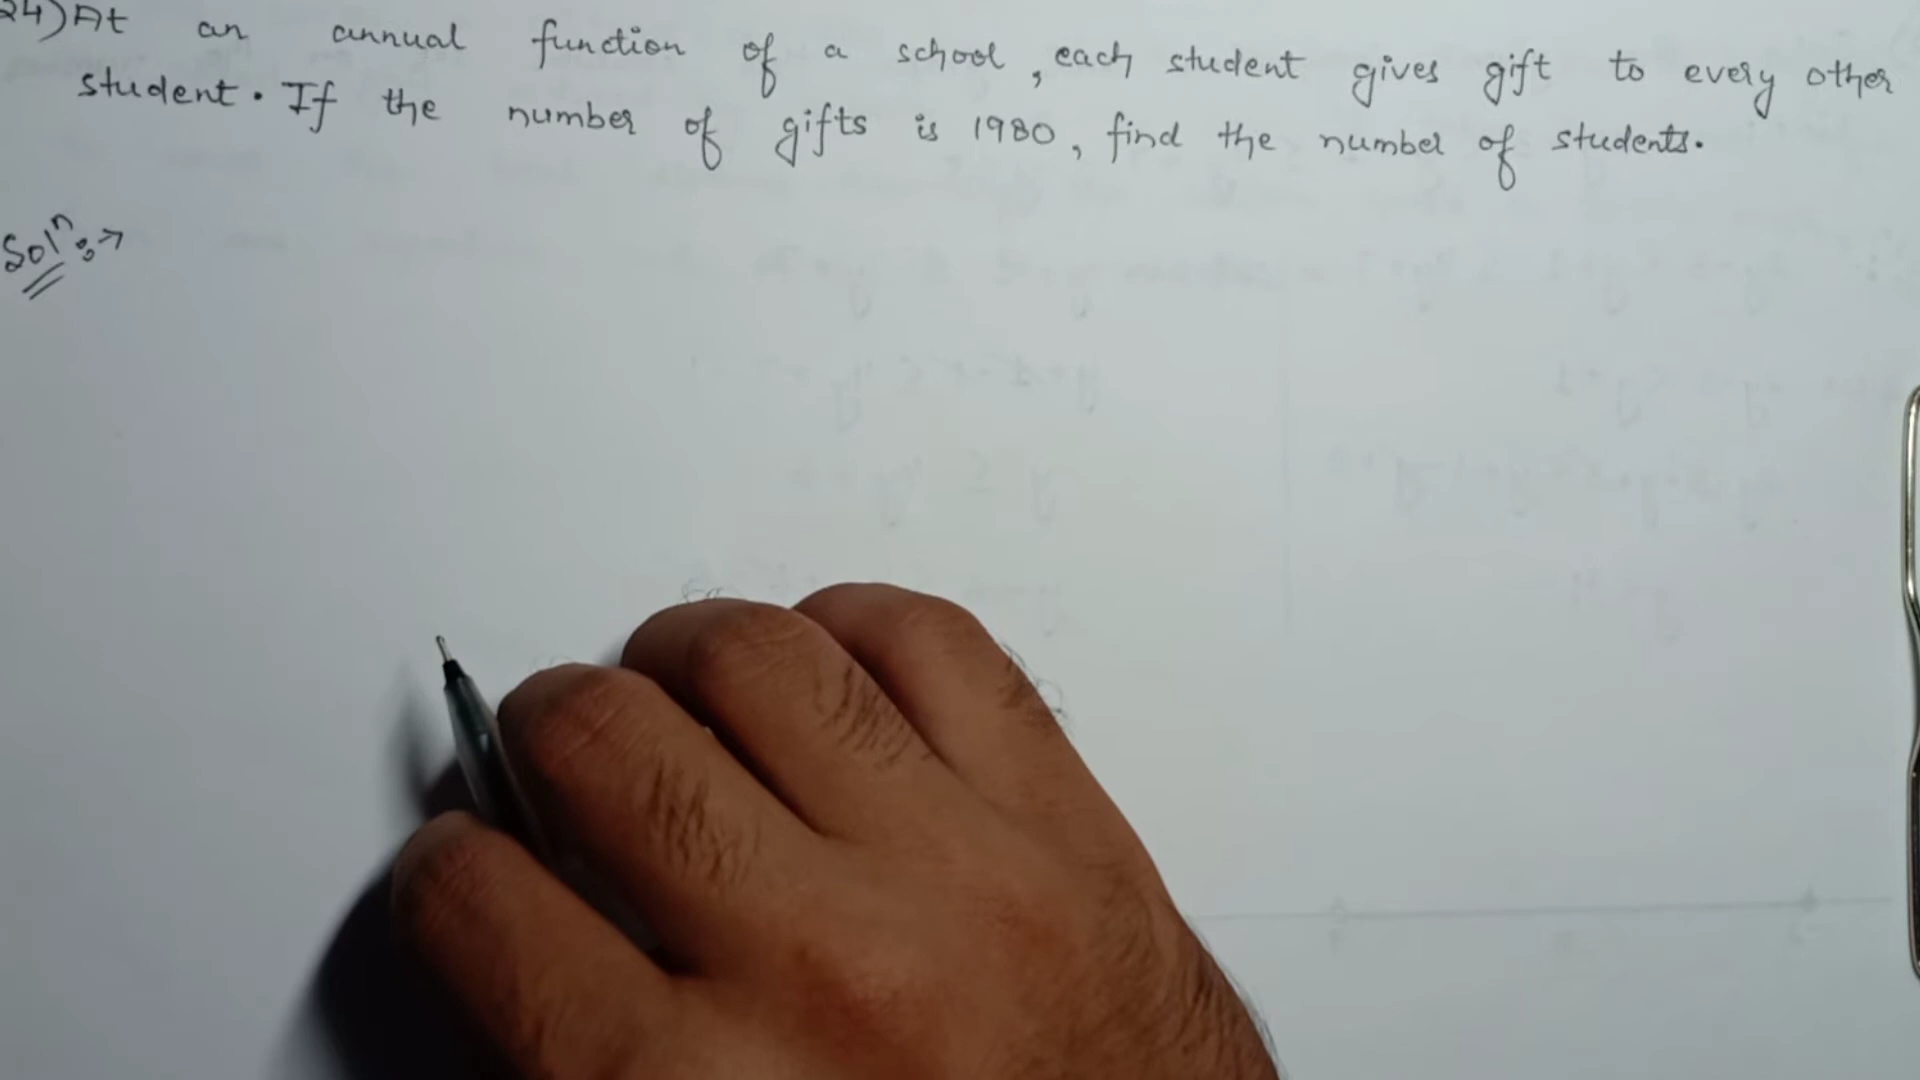 24) At an annual function of a school, each student gives gift to every other
student. If the number of gifts is 1980, find the number of students.
Solⁿ:→